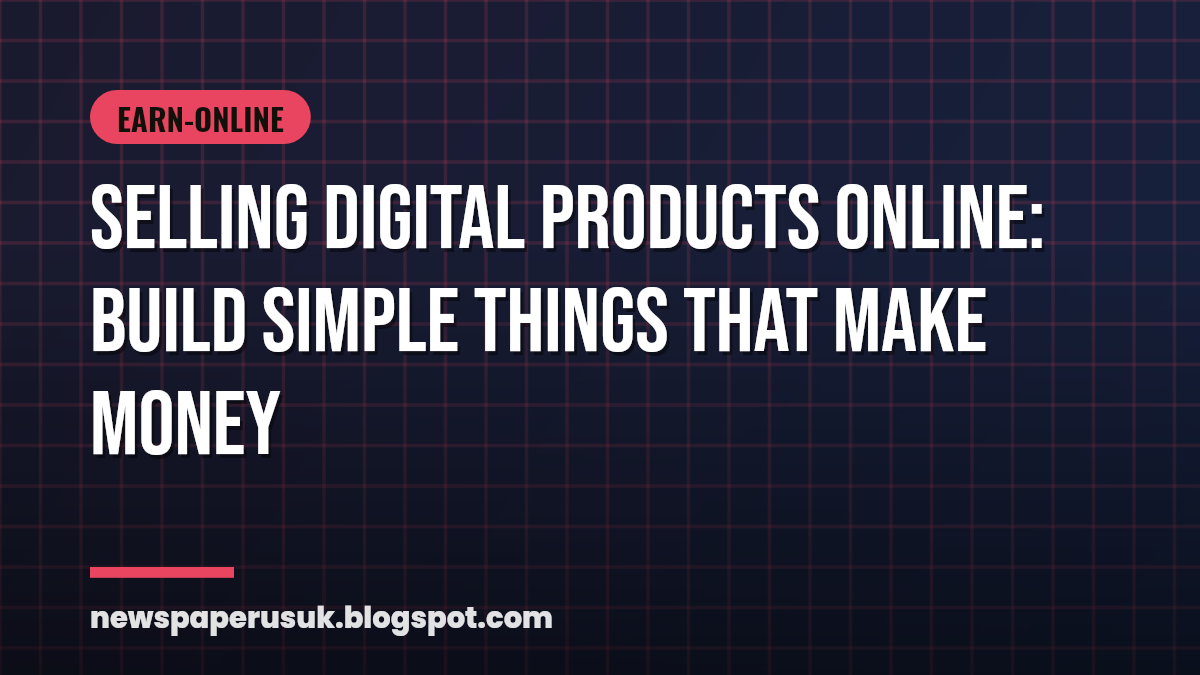 EARN-ONLINE
SELLING DIGITAL PRODUCTS ONLINE:
BUILD SIMPLE THINGS THAT MAKE
MONEY
newspaperusuk.blogspot.com